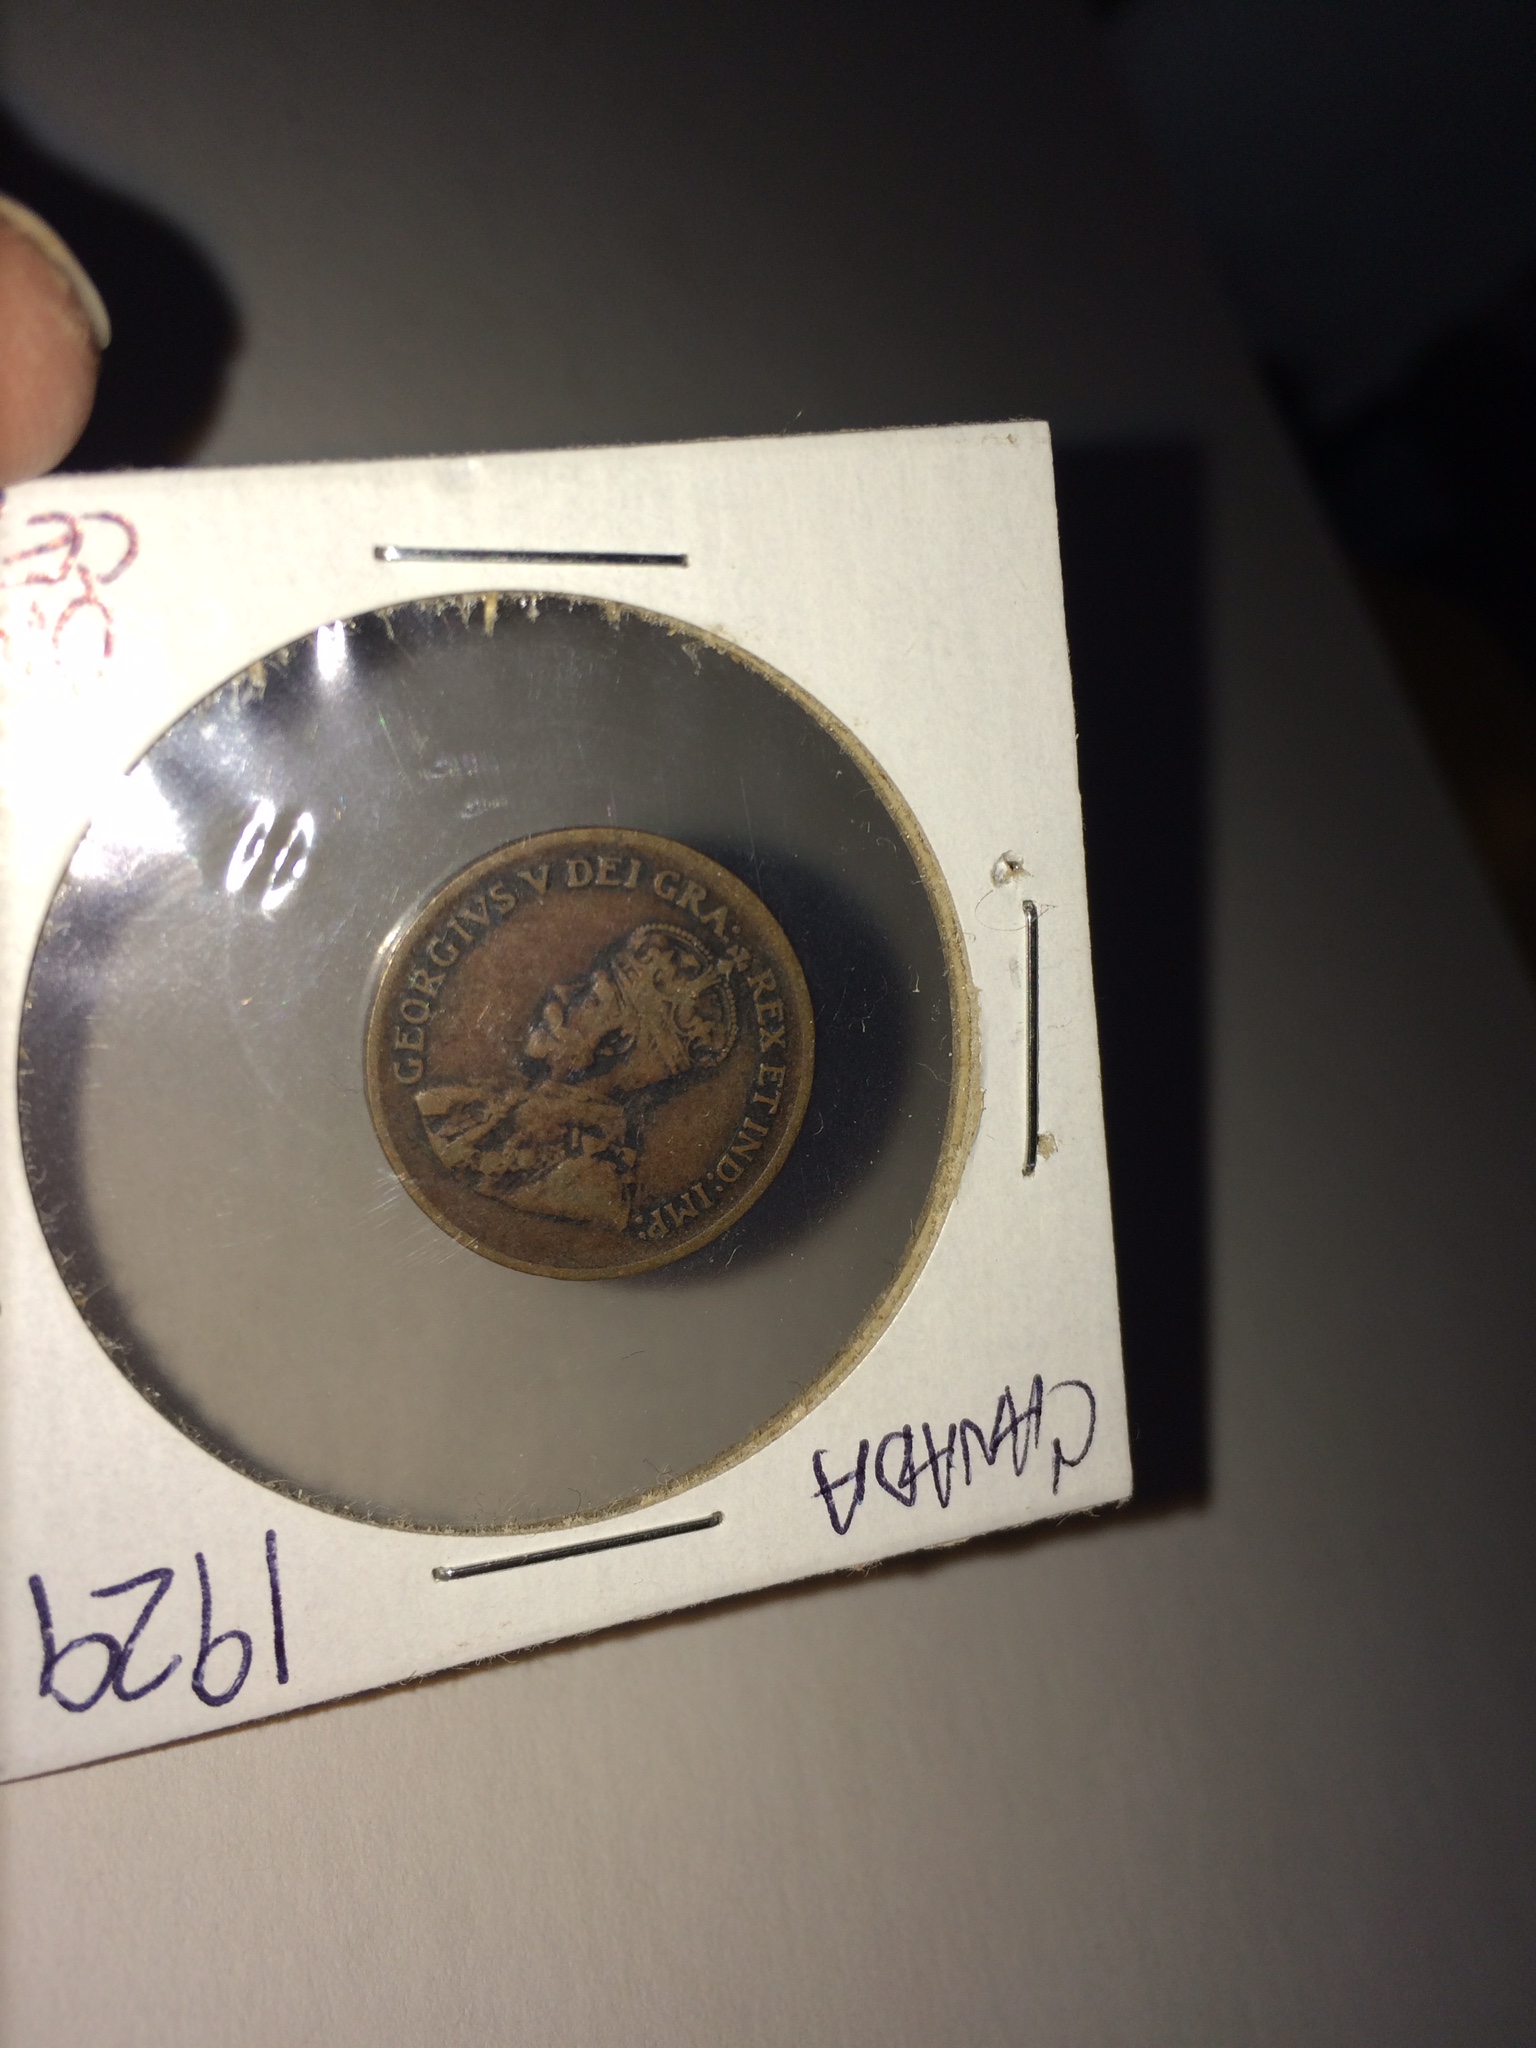 CANADA
1929
GEORGIVS V DEI GRA: REX ET IND: IMP: